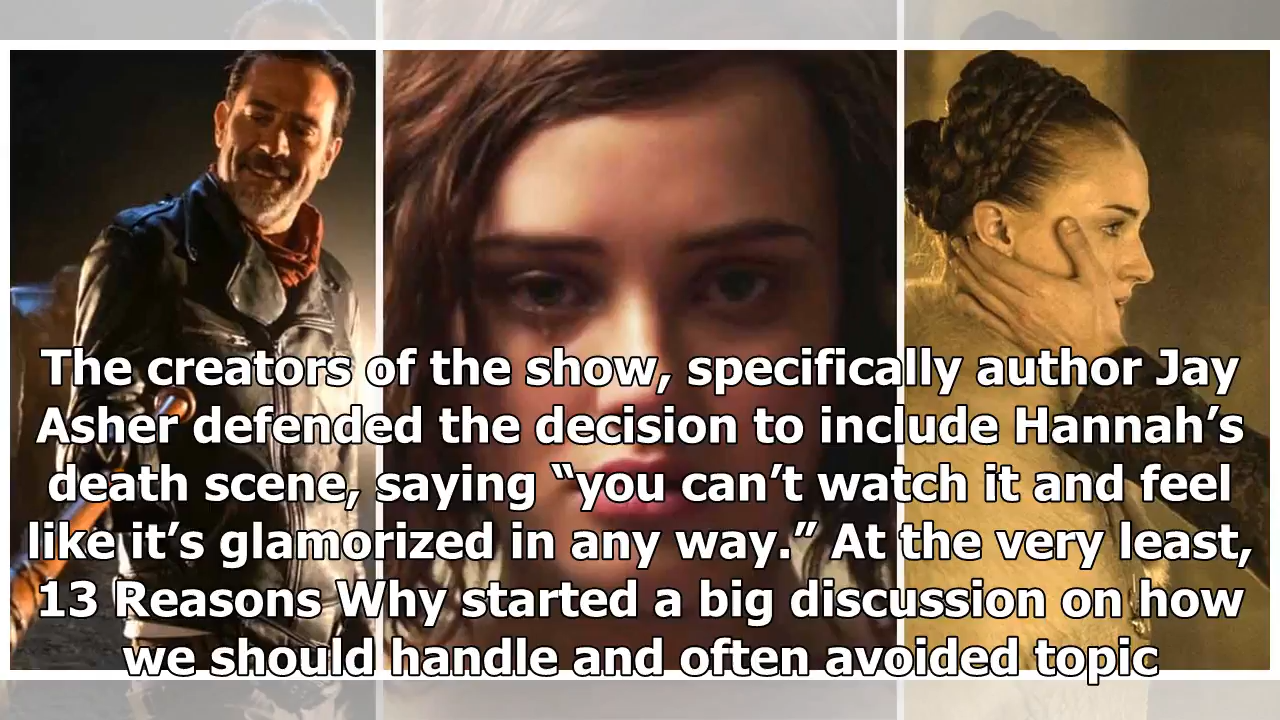 The creators of the show, specifically author Jay
Asher defended the decision to include Hannah’s
death scene, saying “you can’t watch it and feel
like it’s glamorized in any way.” At the very least,
13 Reasons Why started a big discussion on how
we should handle and often avoided topic